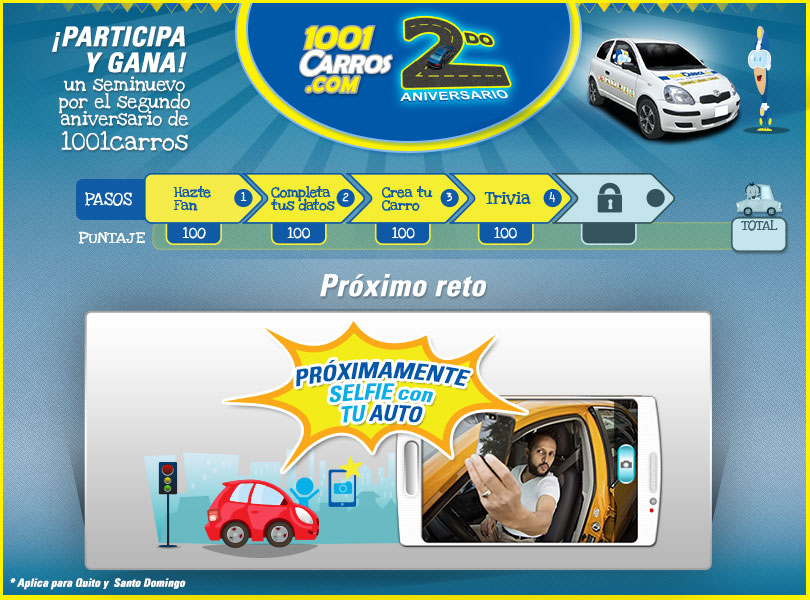 ¡PARTICIPA
Y GANA!
un seminuevo
por el segundo
aniversario de
1001carros
1001
CARROS
.COM
2DO
ANIVERSARIO
PASOS
Hazte
Fan
1
Completa
tus datos
2
Crea tu
Carro
3
Trivia
4
PUNTAJE
100
100
100
100
TOTAL
Próximo reto
PRÓXIMAMENTE
SELFIE con
TU AUTO
* Aplica para Quito y Santo Domingo